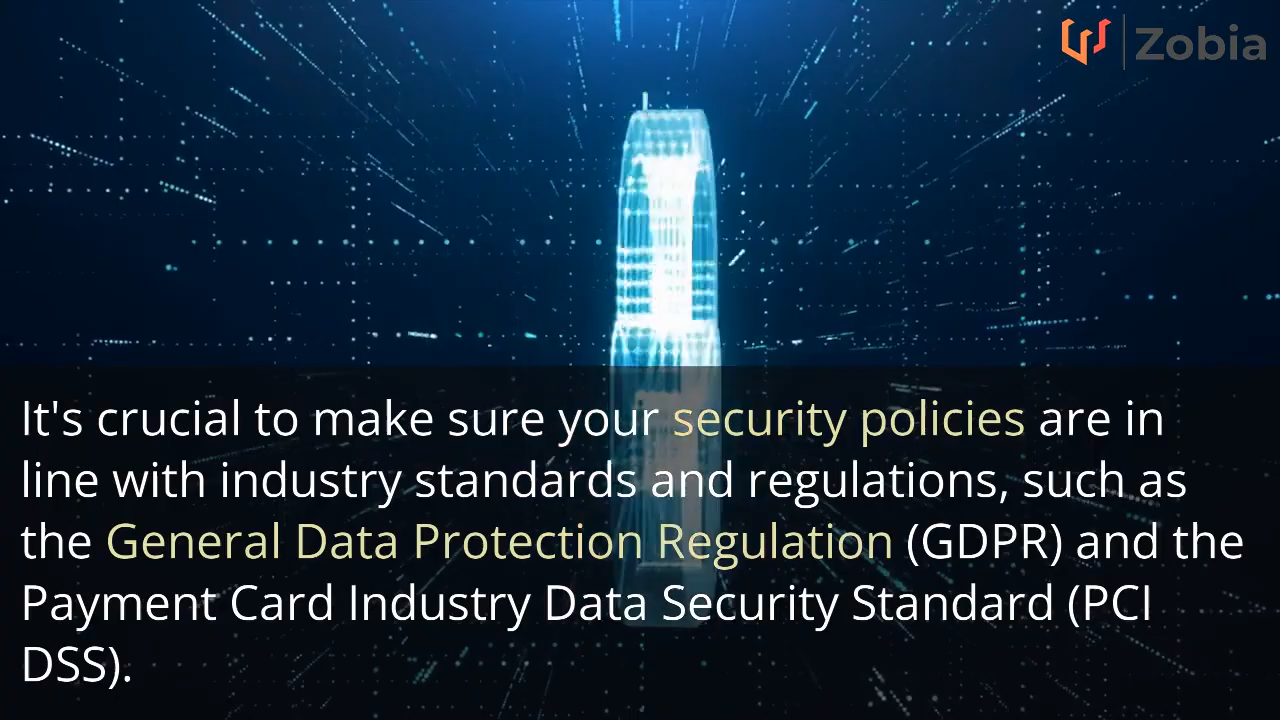 Zobia
It's crucial to make sure your security policies are in
line with industry standards and regulations, such as
the General Data Protection Regulation (GDPR) and the
Payment Card Industry Data Security Standard (PCI
DSS).